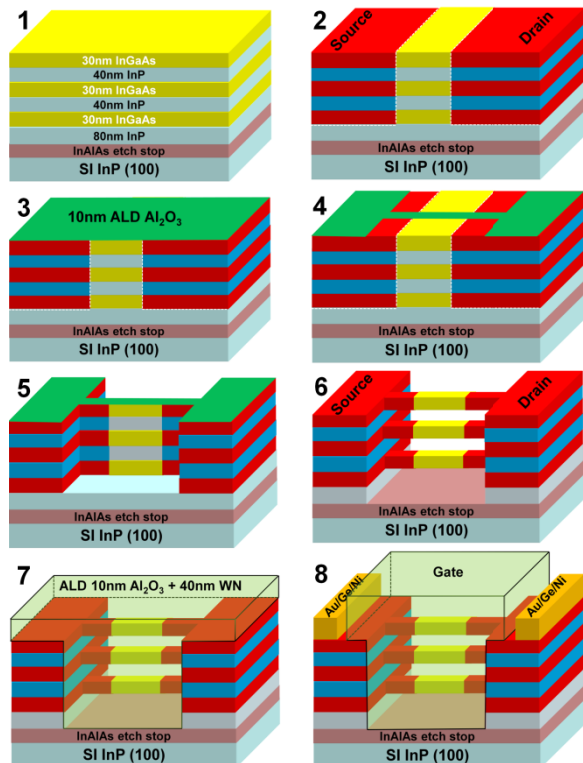 1
30nm InGaAs
40nm InP
30nm InGaAs
40nm InP
30nm InGaAs
80nm InP
InAlAs etch stop
SI InP (100)
2
Source
Drain
InAlAs etch stop
SI InP (100)
3
10nm ALD Al₂O₃
InAlAs etch stop
SI InP (100)
4
InAlAs etch stop
SI InP (100)
5
InAlAs etch stop
SI InP (100)
6
Source
Drain
InAlAs etch stop
SI InP (100)
7
ALD 10nm Al₂O₃ + 40nm WN
InAlAs etch stop
SI InP (100)
8
Gate
Au/Ge/Ni
Au/Ge/Ni
InAlAs etch stop
SI InP (100)